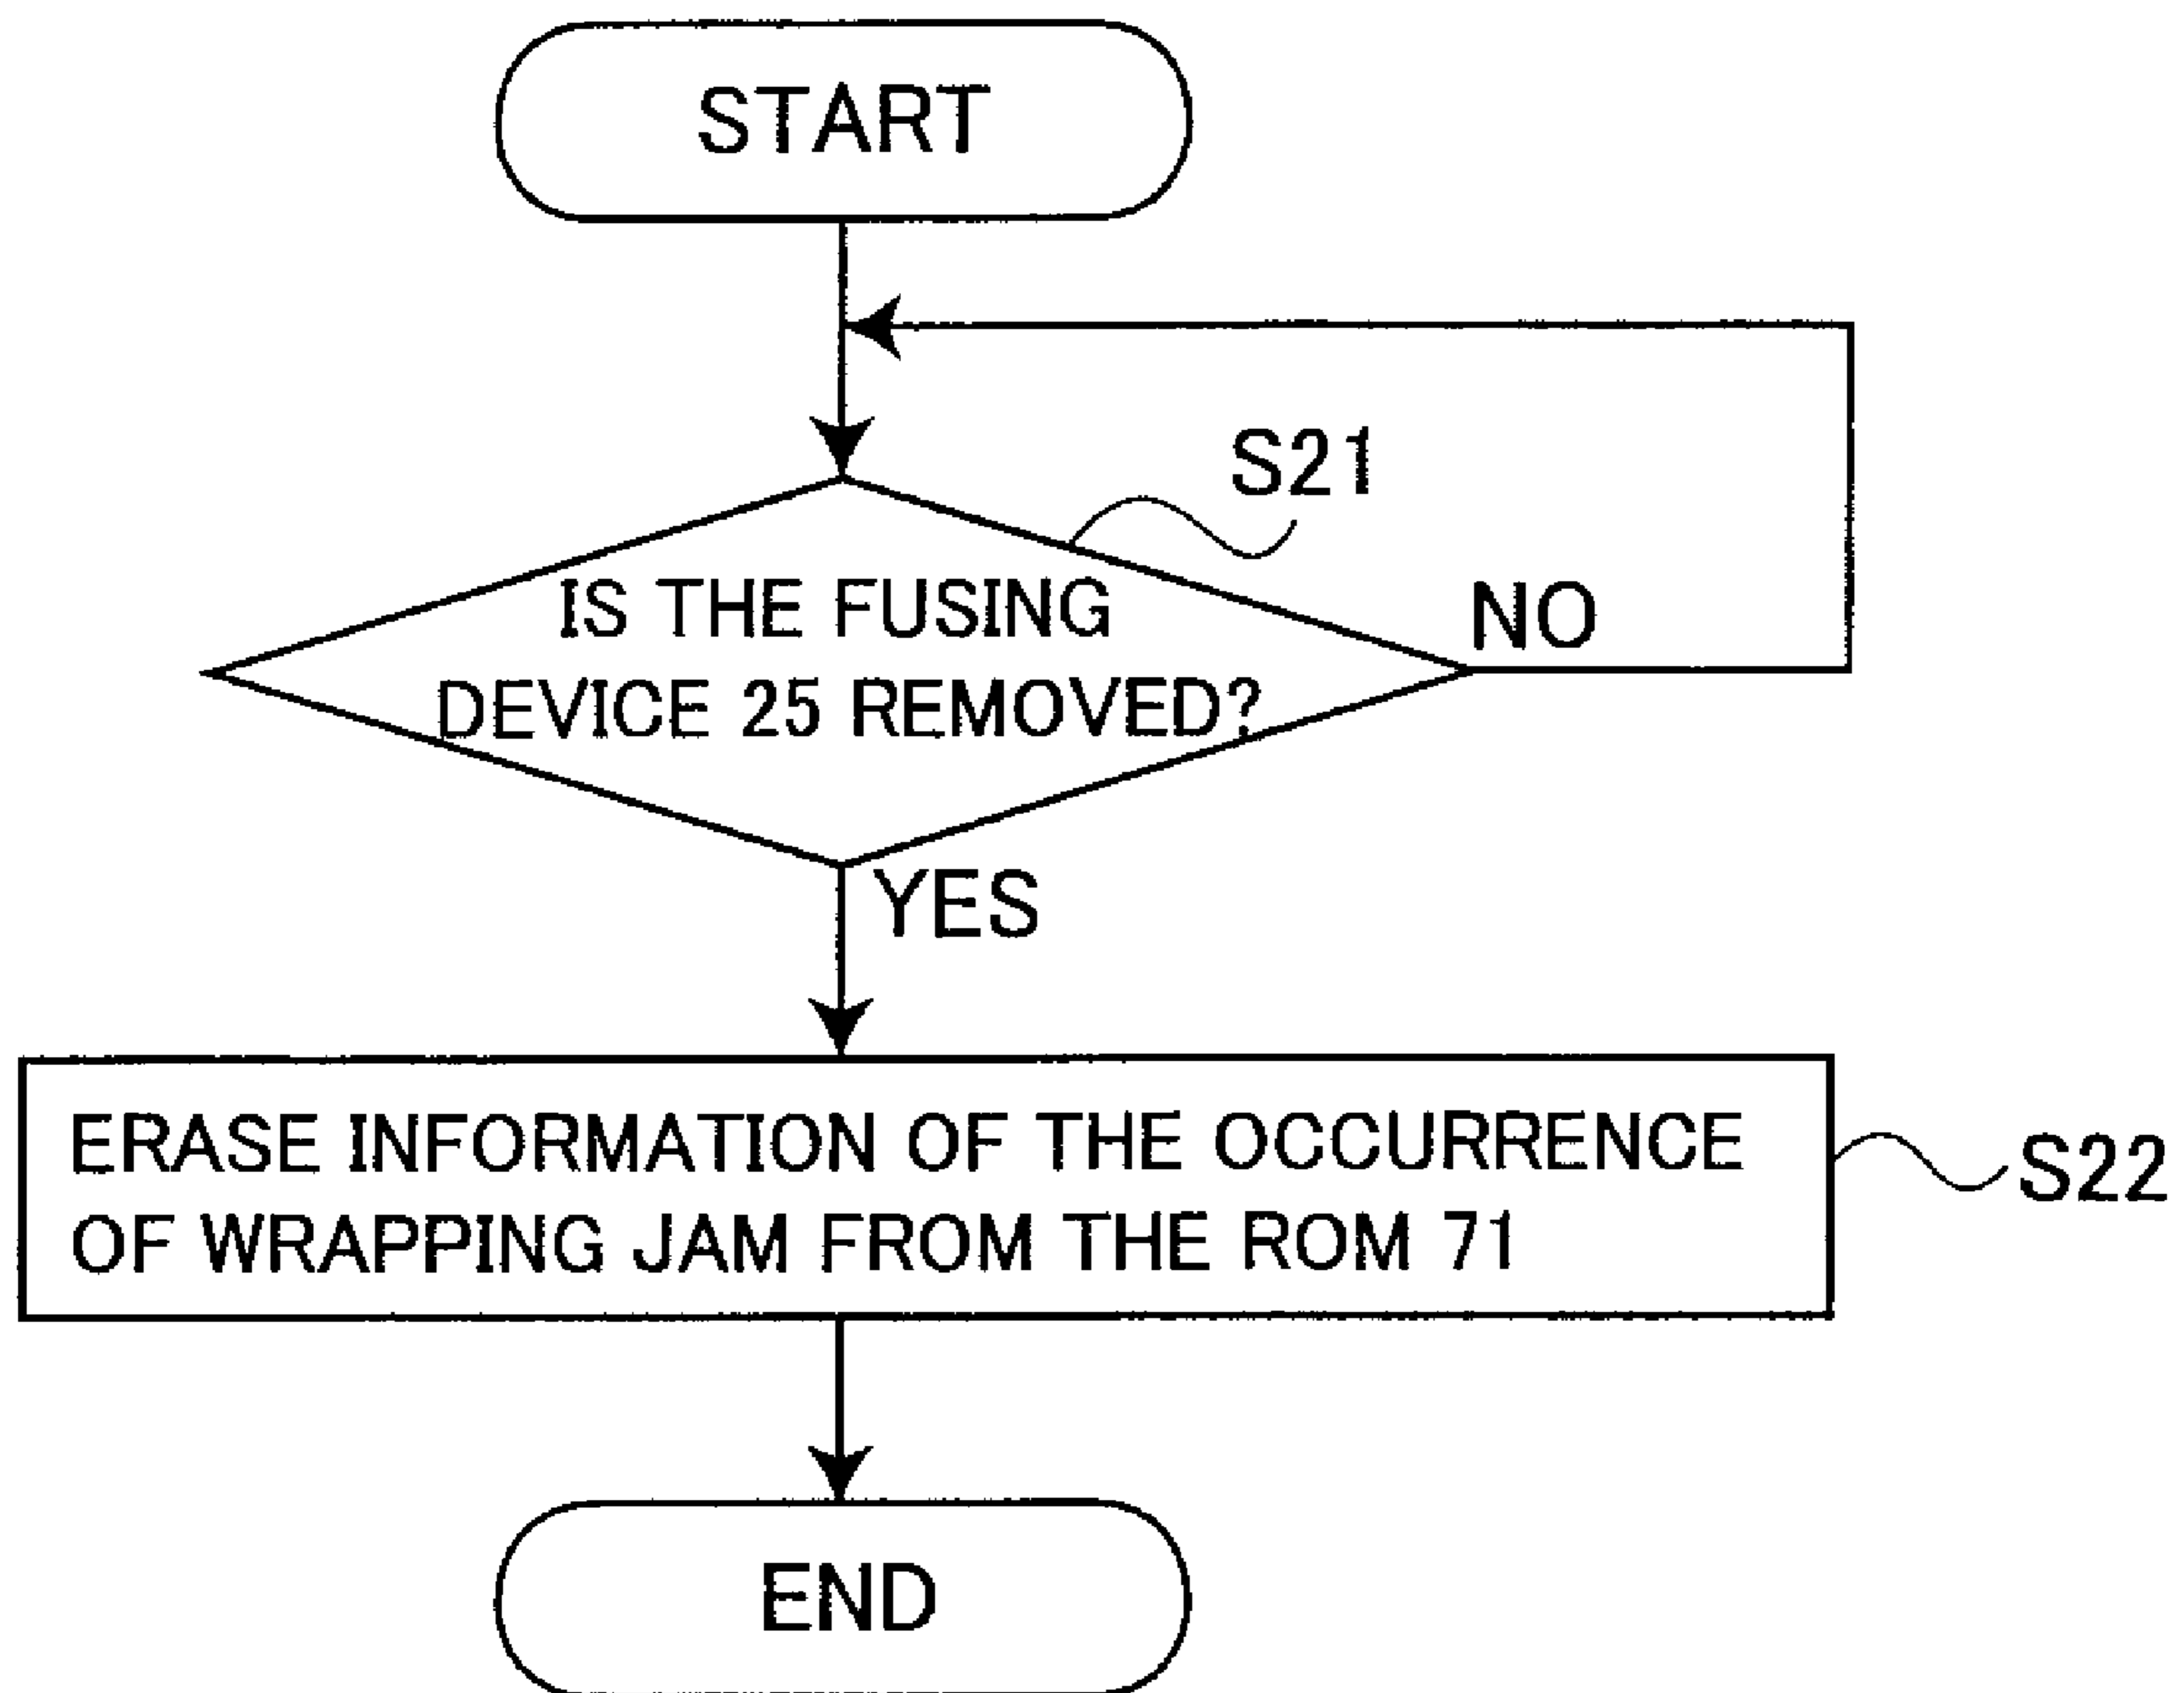 START
S21
IS THE FUSING
DEVICE 25 REMOVED?
NO
YES
ERASE INFORMATION OF THE OCCURRENCE
OF WRAPPING JAM FROM THE ROM 71
S22
END